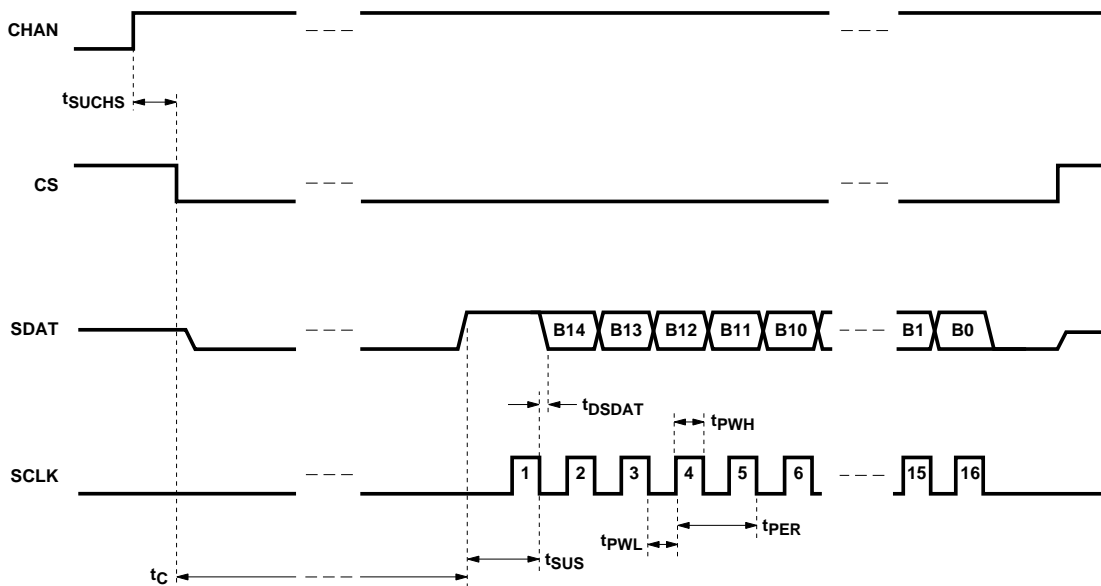 CHAN
tSUCHS
CS
SDAT
B14 B13 B12 B11 B10 B1 B0
tDSDAT
tPWH
SCLK
1 2 3 4 5 6 15 16
tPER
tPWL
tSUS
tC